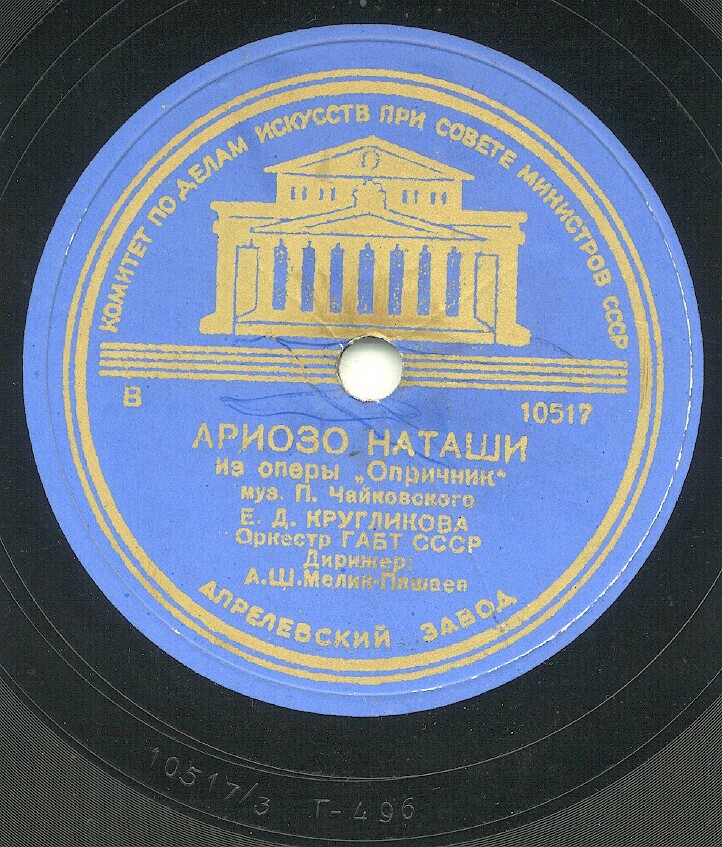 КОМИТЕТ ПО ДЕЛАМ ИСКУССТВ ПРИ СОВЕТЕ МИНИСТРОВ СССР
В
10517
АРИОЗО НАТАШИ
из оперы „Опричник“
муз. П. Чайковского
Е. Д. КРУГЛИКОВА
Оркестр ГАБТ СССР
Дирижер:
А.Ш.Мелик-Пашаев
АПРЕЛЕВСКИЙ ЗАВОД
10517/3 Г-496